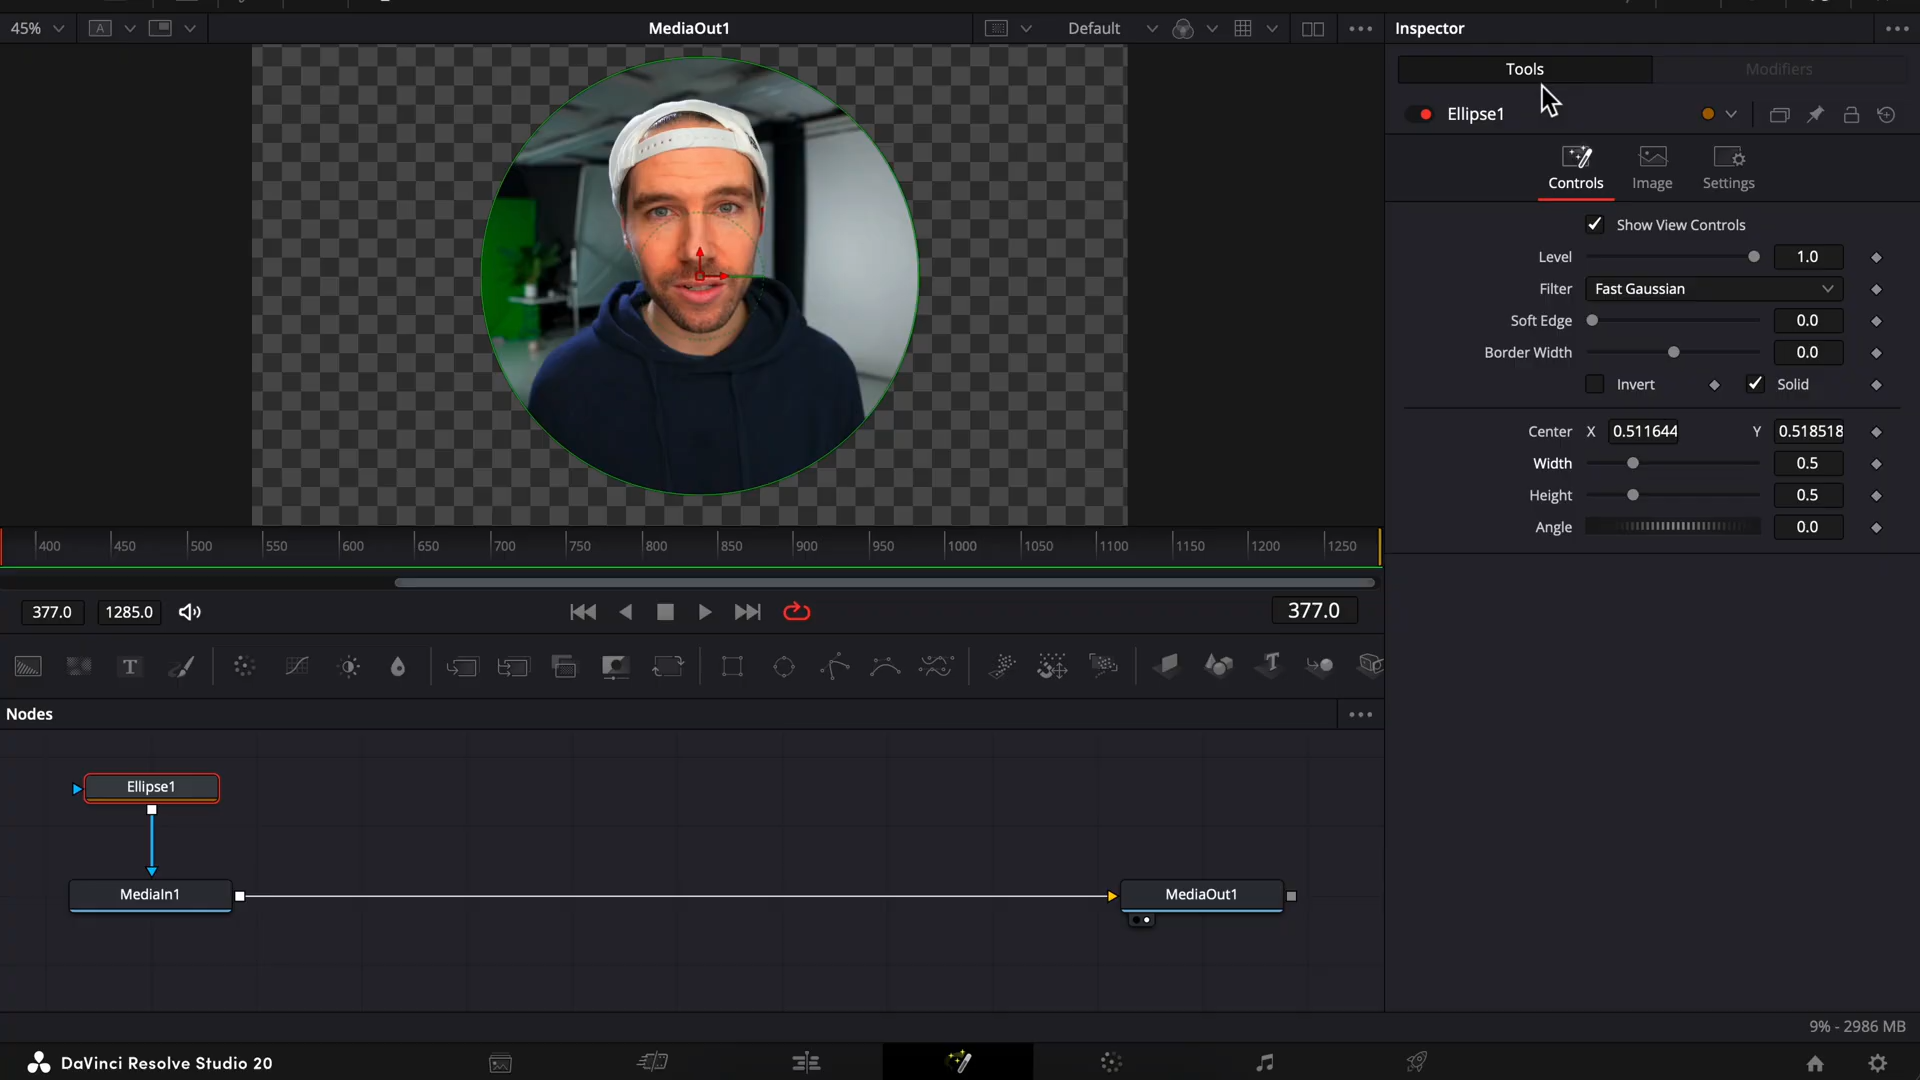 45%
A
MediaOut1
Default
Inspector
Tools
Modifiers
Ellipse1
Controls
Image
Settings
Show View Controls
Level 1.0
Filter Fast Gaussian
Soft Edge 0.0
Border Width 0.0
Invert Solid
Center X 0.511644 Y 0.518518
Width 0.5
Height 0.5
Angle 0.0
400 450 500 550 600 650 700 750 800 850 900 950 1000 1050 1100 1150 1200 1250
377.0 1285.0 377.0
T T
Nodes
Ellipse1
MediaIn1
MediaOut1
9% - 2986 MB
DaVinci Resolve Studio 20